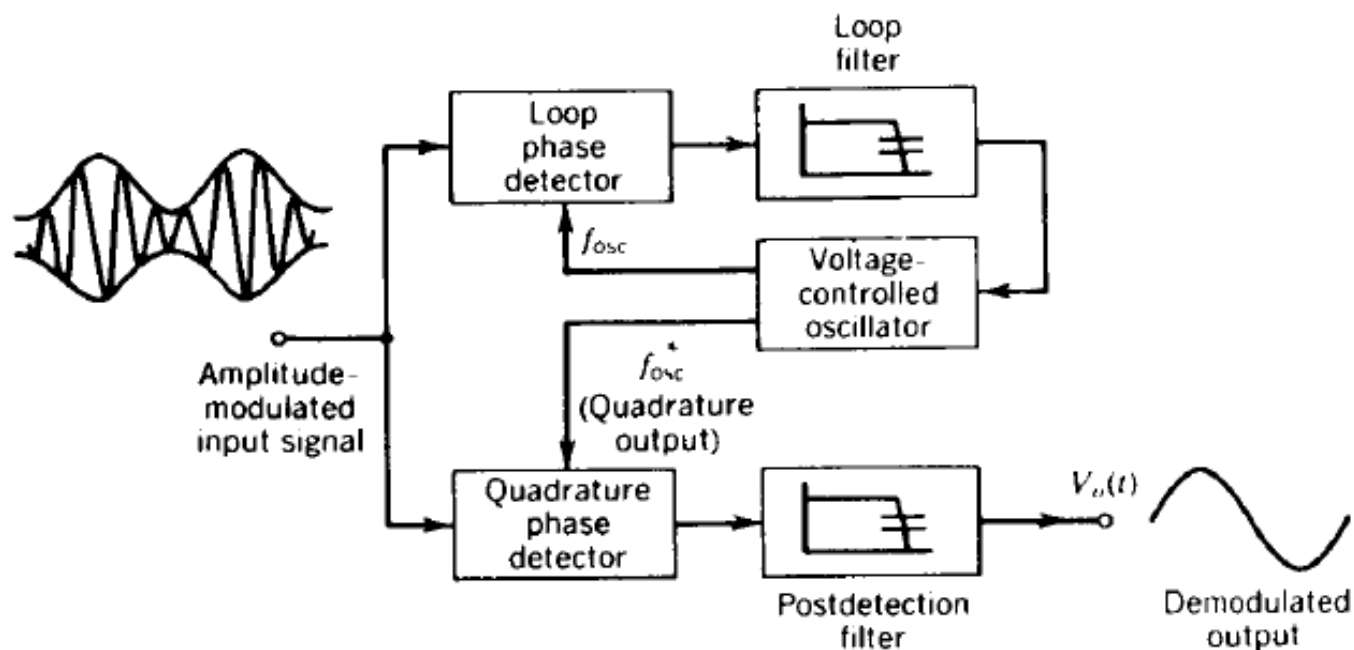 Loop
filter
Loop
phase
detector
f_osc
Voltage-
controlled
oscillator
Amplitude-
modulated
input signal
f*_osc
(Quadrature
output)
Quadrature
phase
detector
V_o(t)
Postdetection
filter
Demodulated
output